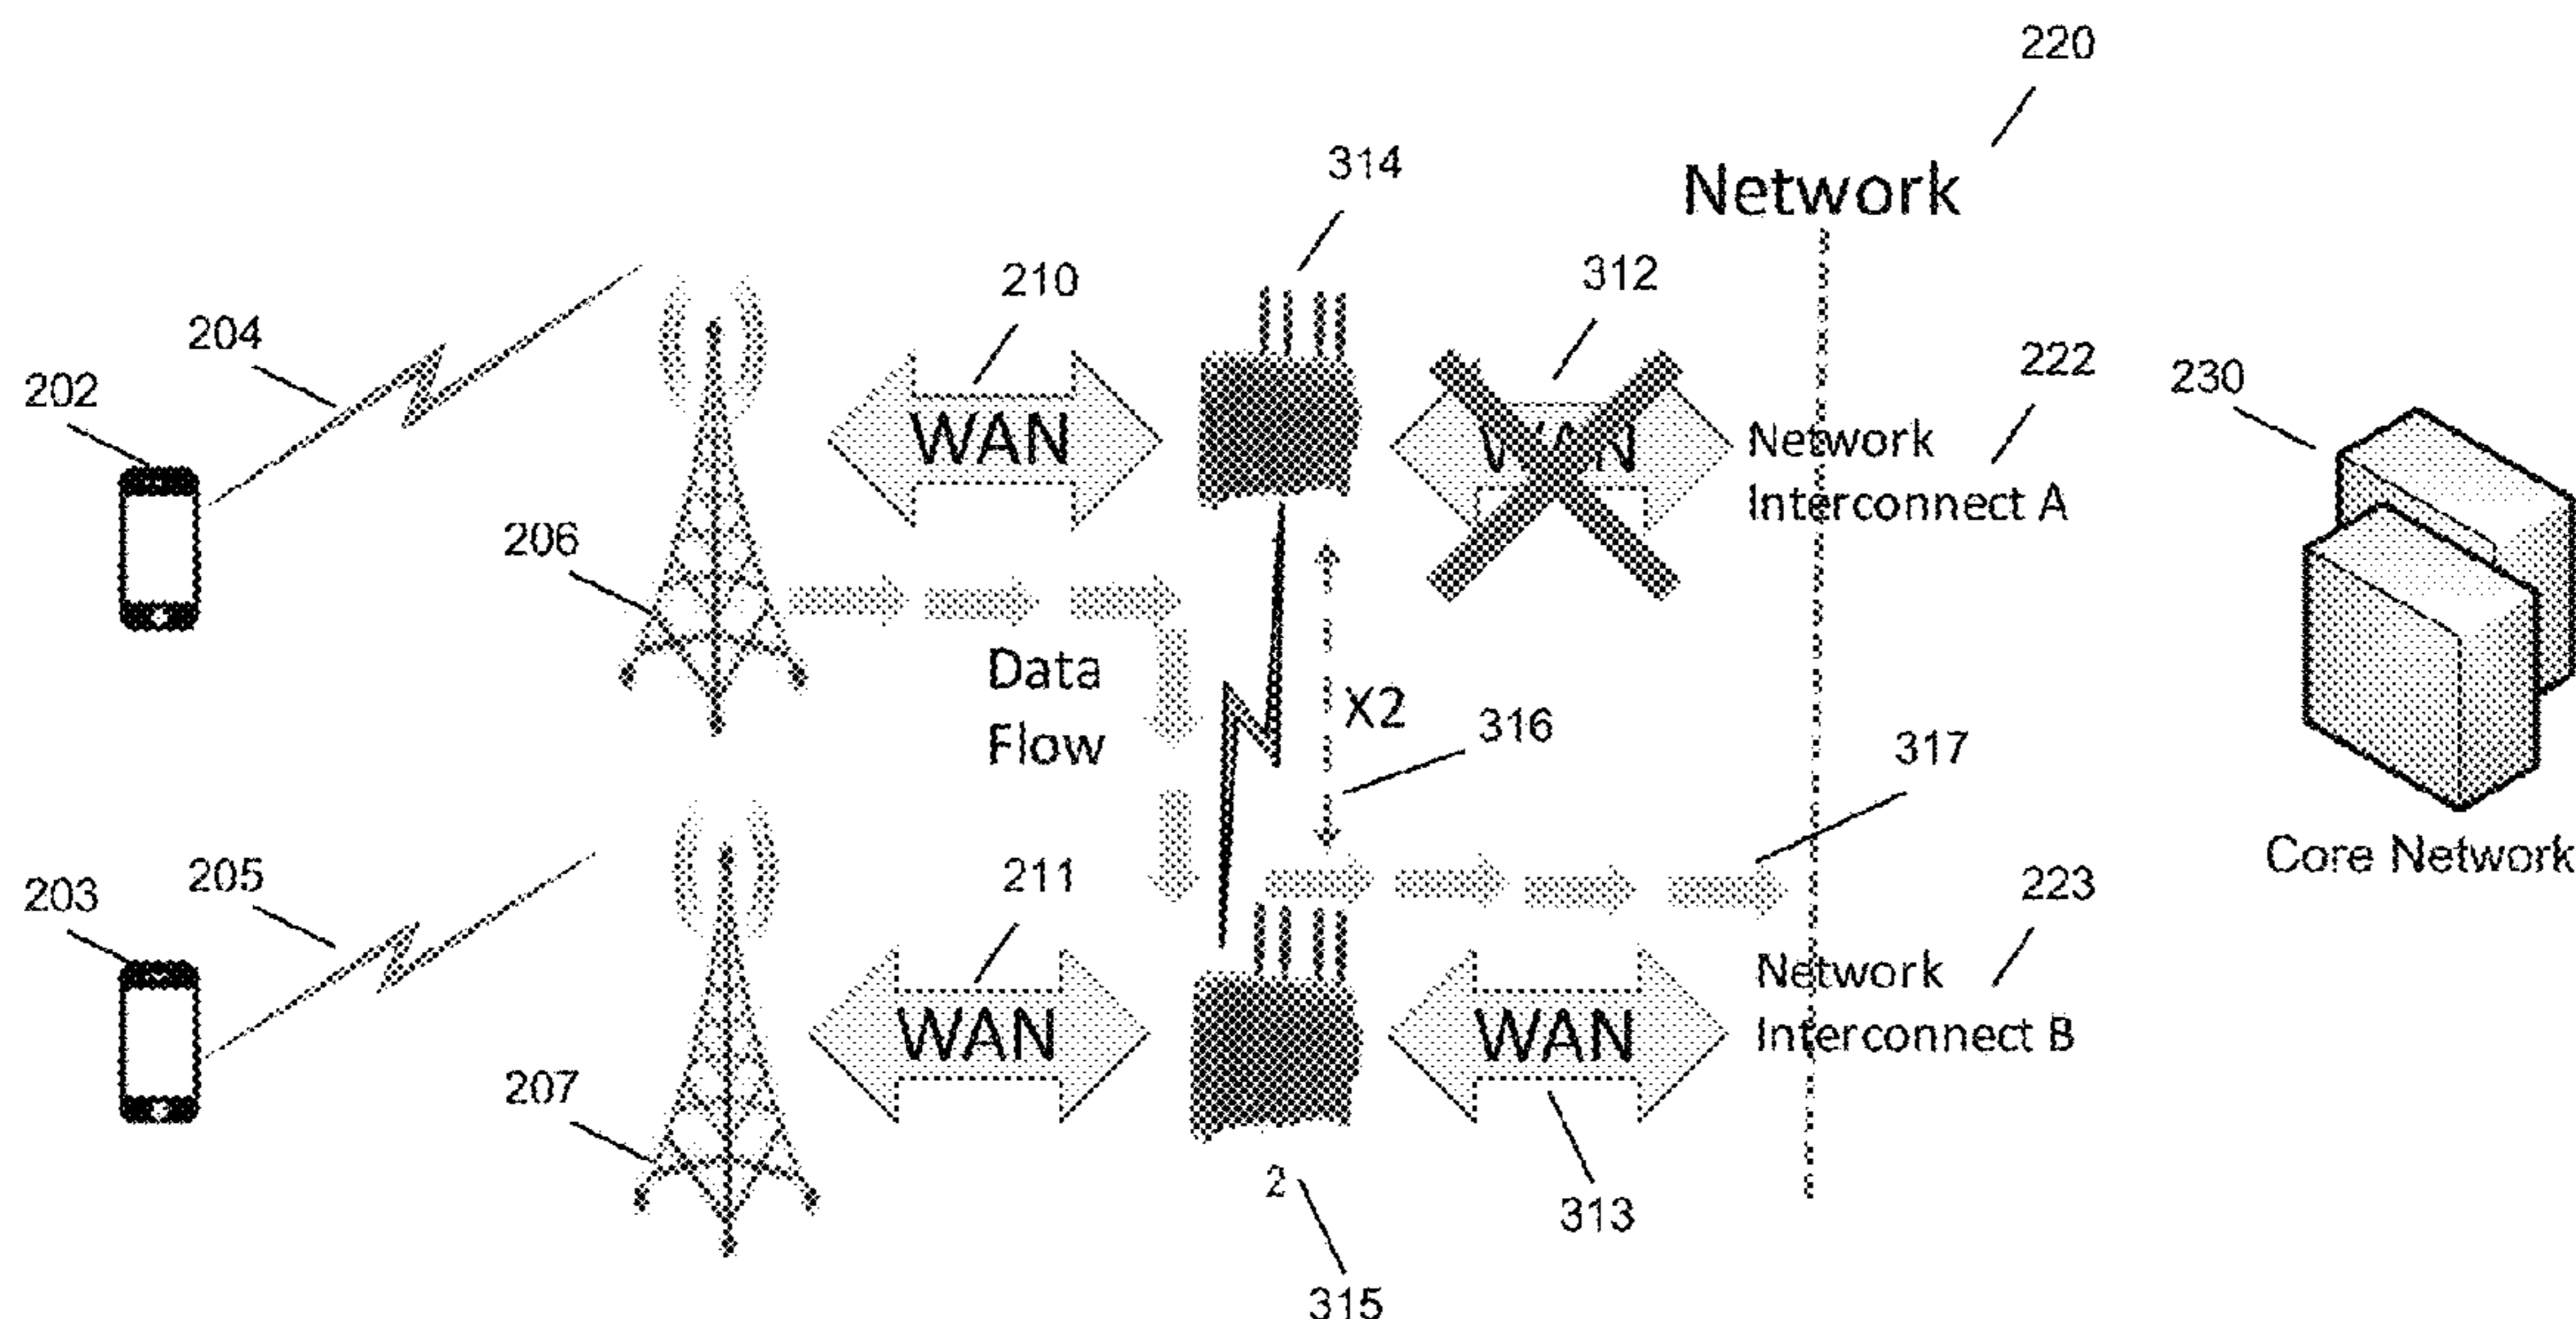 220
Network
314
312
210
204
222
230
202
WAN
WAN
Network
Interconnect A
206
Data
Flow
X2
316
317
Core Network
203
205
211
223
Network
Interconnect B
WAN
WAN
207
2
313
315